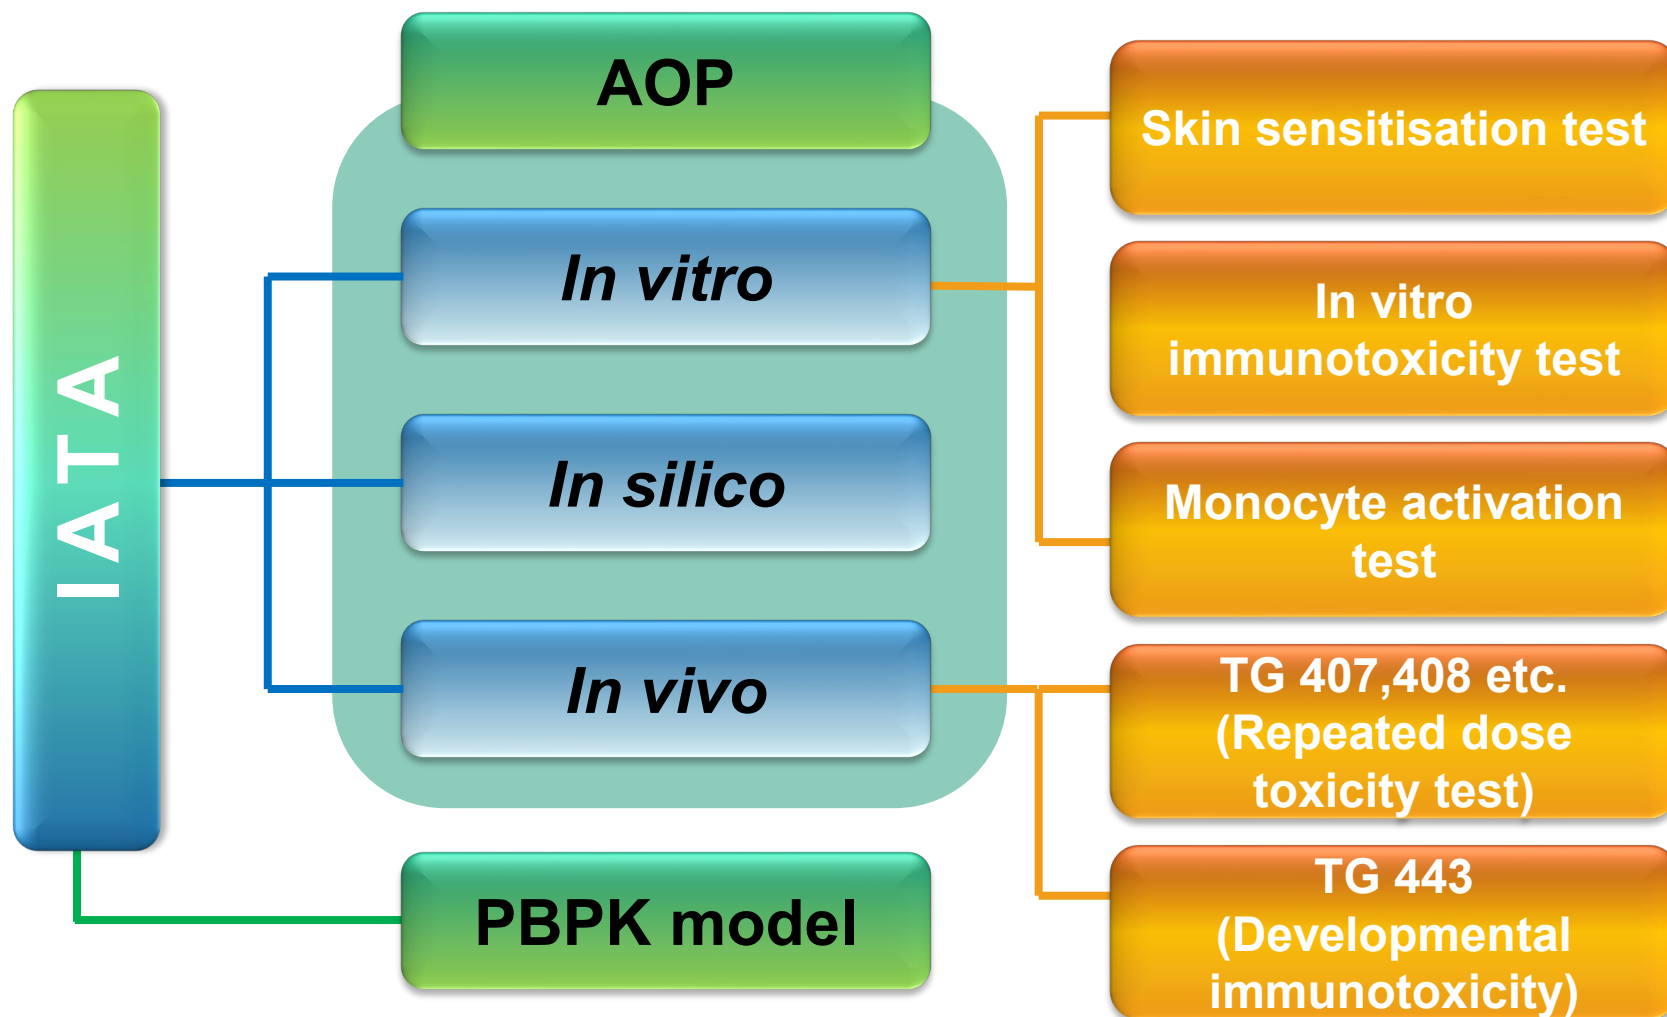 IATA
AOP
In vitro
In silico
In vivo
PBPK model
Skin sensitisation test
In vitro
immunotoxicity test
Monocyte activation
test
TG 407,408 etc.
(Repeated dose
toxicity test)
TG 443
(Developmental
immunotoxicity)